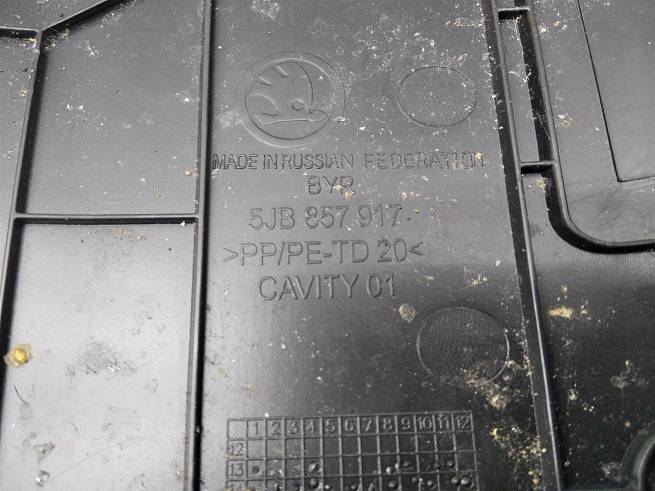 MADE IN RUSSIAN FEDERATION
BYR
5JB 857 917
>PP/PE-TD 20<
CAVITY 01
1 2 3 4 5 6 7 8 9 10 11 12
12
13